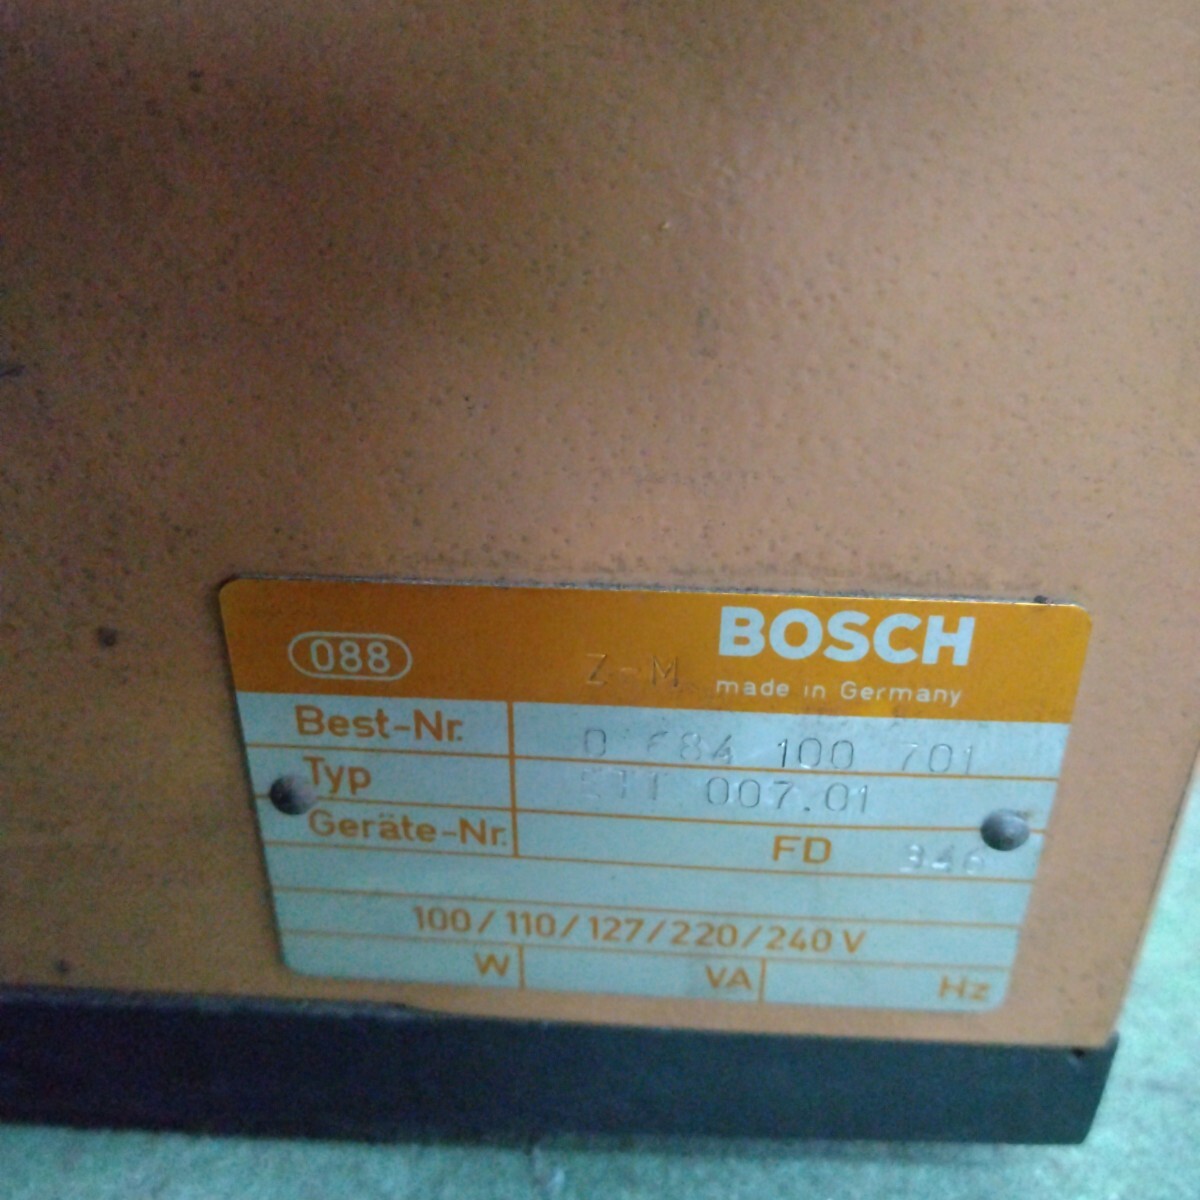 088 Z-M BOSCH
made in Germany
Best-Nr. 0 684 100 701
Typ 007.01
Geräte-Nr. FD 346
100/110/127/220/240 V
W VA Hz